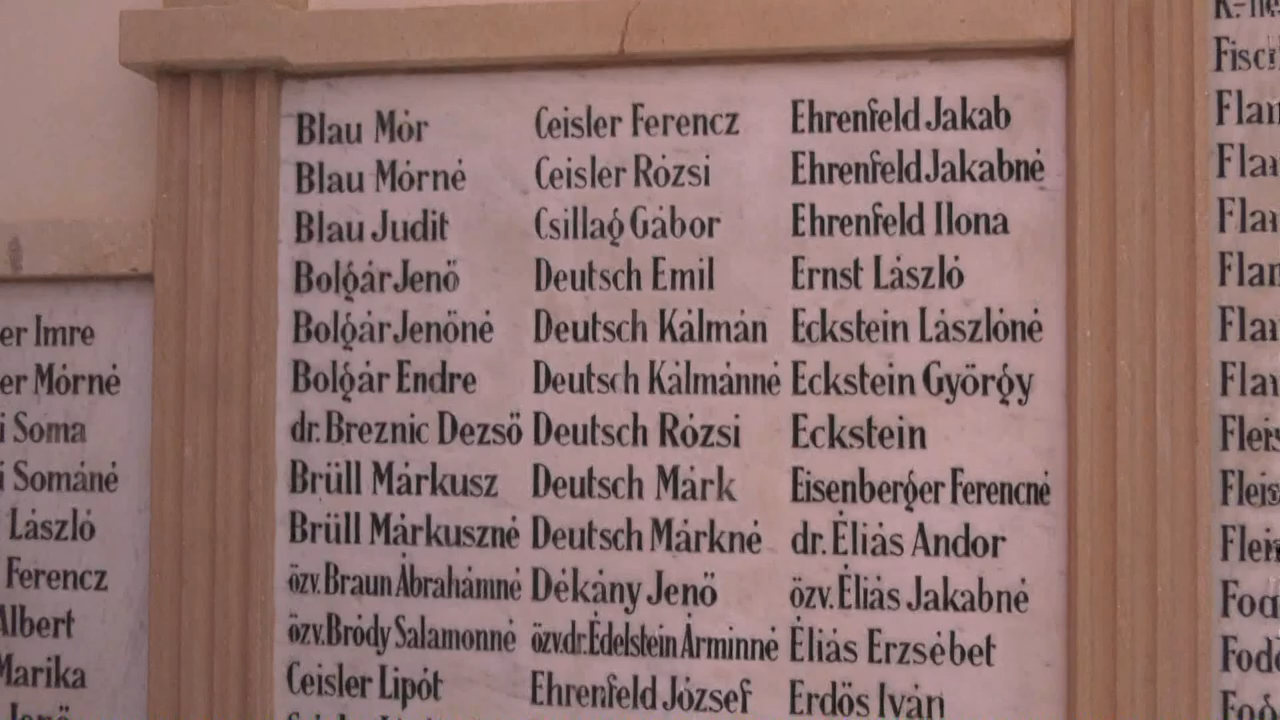 er Imre
er Mórné
i Soma
i Sománé
László
Ferencz
Albert
Marika
Jenő
Blau Mór
Blau Mórné
Blau Judit
Bolgár Jenő
Bolgár Jenőné
Bolgár Endre
dr. Breznic Dezső
Brüll Márkusz
Brüll Márkuszné
özv. Braun Ábrahámné
özv. Bródy Salamonné
Ceisler Lipót
Ceisler Ferencz
Ceisler Rózsi
Csillag Gábor
Deutsch Emil
Deutsch Kálmán
Deutsch Kálmánné
Deutsch Rózsi
Deutsch Márk
Deutsch Márkné
Dékány Jenő
özv. dr. Edelstein Árminné
Ehrenfeld József
Ehrenfeld Jakab
Ehrenfeld Jakabné
Ehrenfeld Ilona
Ernst László
Eckstein Lászlóné
Eckstein György
Eckstein
Eisenberger Ferencné
dr. Éliás Andor
özv. Éliás Jakabné
Éliás Erzsébet
Erdös Iván